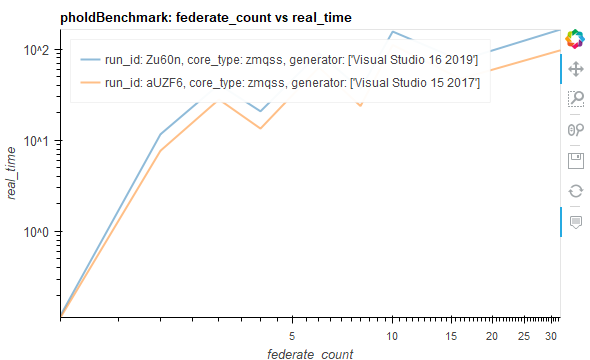 pholdBenchmark: federate_count vs real_time
run_id: Zu60n, core_type: zmqss, generator: ['Visual Studio 16 2019']
run_id: aUZF6, core_type: zmqss, generator: ['Visual Studio 15 2017']
10^2
10^1
10^0
real_time
5 10 15 20 25 30
federate_count